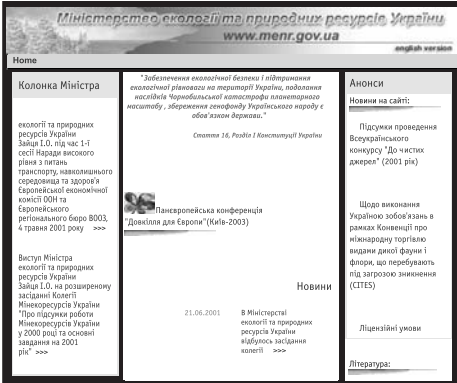 Міністерство екології та природних ресурсів України
www.menr.gov.ua
english version
Home
Колонка Міністра
екології та природних
ресурсів України
Зайця І.О. під час 1-ї
сесії Наради високого
рівня з питань
транспорту, навколишнього
середовища та здоров'я
Європейської економічної
комісії ООН та
Європейського
регіонального бюро ВООЗ,
4 травня 2001 року >>>
Виступ Міністра
екології та природних
ресурсів України
Зайця І.О. на розширеному
засіданні Колегії
Мінекоресурсів України
"Про підсумки роботи
Мінекоресурсів України
у 2000 році та основні
завдання на 2001
рік" >>>
"Забезпечення екологічної безпеки і підтримання
екологічної рівноваги на території України, подолання
наслідків Чорнобильської катастрофи планетарного
масштабу , збереження генофонду Українського народу є
обов'язком держави."
Стаття 16, Розділ I Конституції України
Панєвропейська конференція
"Довкілля для Європи"(Київ-2003)
Новини
21.06.2001
В Міністерстві
екології та природних
ресурсів України
відбулось засідання
колегії >>>
Анонси
Новини на сайті:
Підсумки проведення
Всеукраїнського
конкурсу "До чистих
джерел" (2001 рік)
Щодо виконання
Україною зобов'язань в
рамках Конвенції про
міжнародну торгівлю
видами дикої фауни і
флори, що перебувають
під загрозою зникнення
(CITES)
Ліцензійні умови
Література: